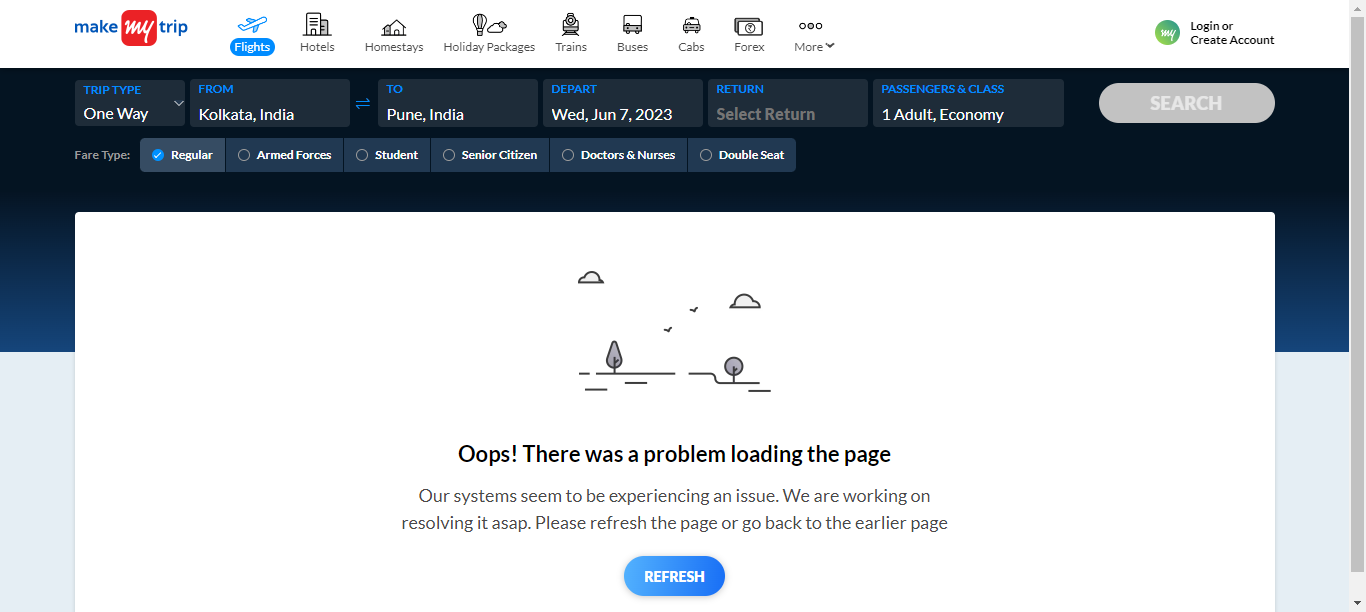 make my trip
Flights
Hotels
Homestays
Holiday Packages
Trains
Buses
Cabs
Forex
More
my
Login or
Create Account
TRIP TYPE
One Way
FROM
Kolkata, India
TO
Pune, India
DEPART
Wed, Jun 7, 2023
RETURN
Select Return
PASSENGERS & CLASS
1 Adult, Economy
SEARCH
Fare Type:
Regular
Armed Forces
Student
Senior Citizen
Doctors & Nurses
Double Seat
Oops! There was a problem loading the page
Our systems seem to be experiencing an issue. We are working on
resolving it asap. Please refresh the page or go back to the earlier page
REFRESH